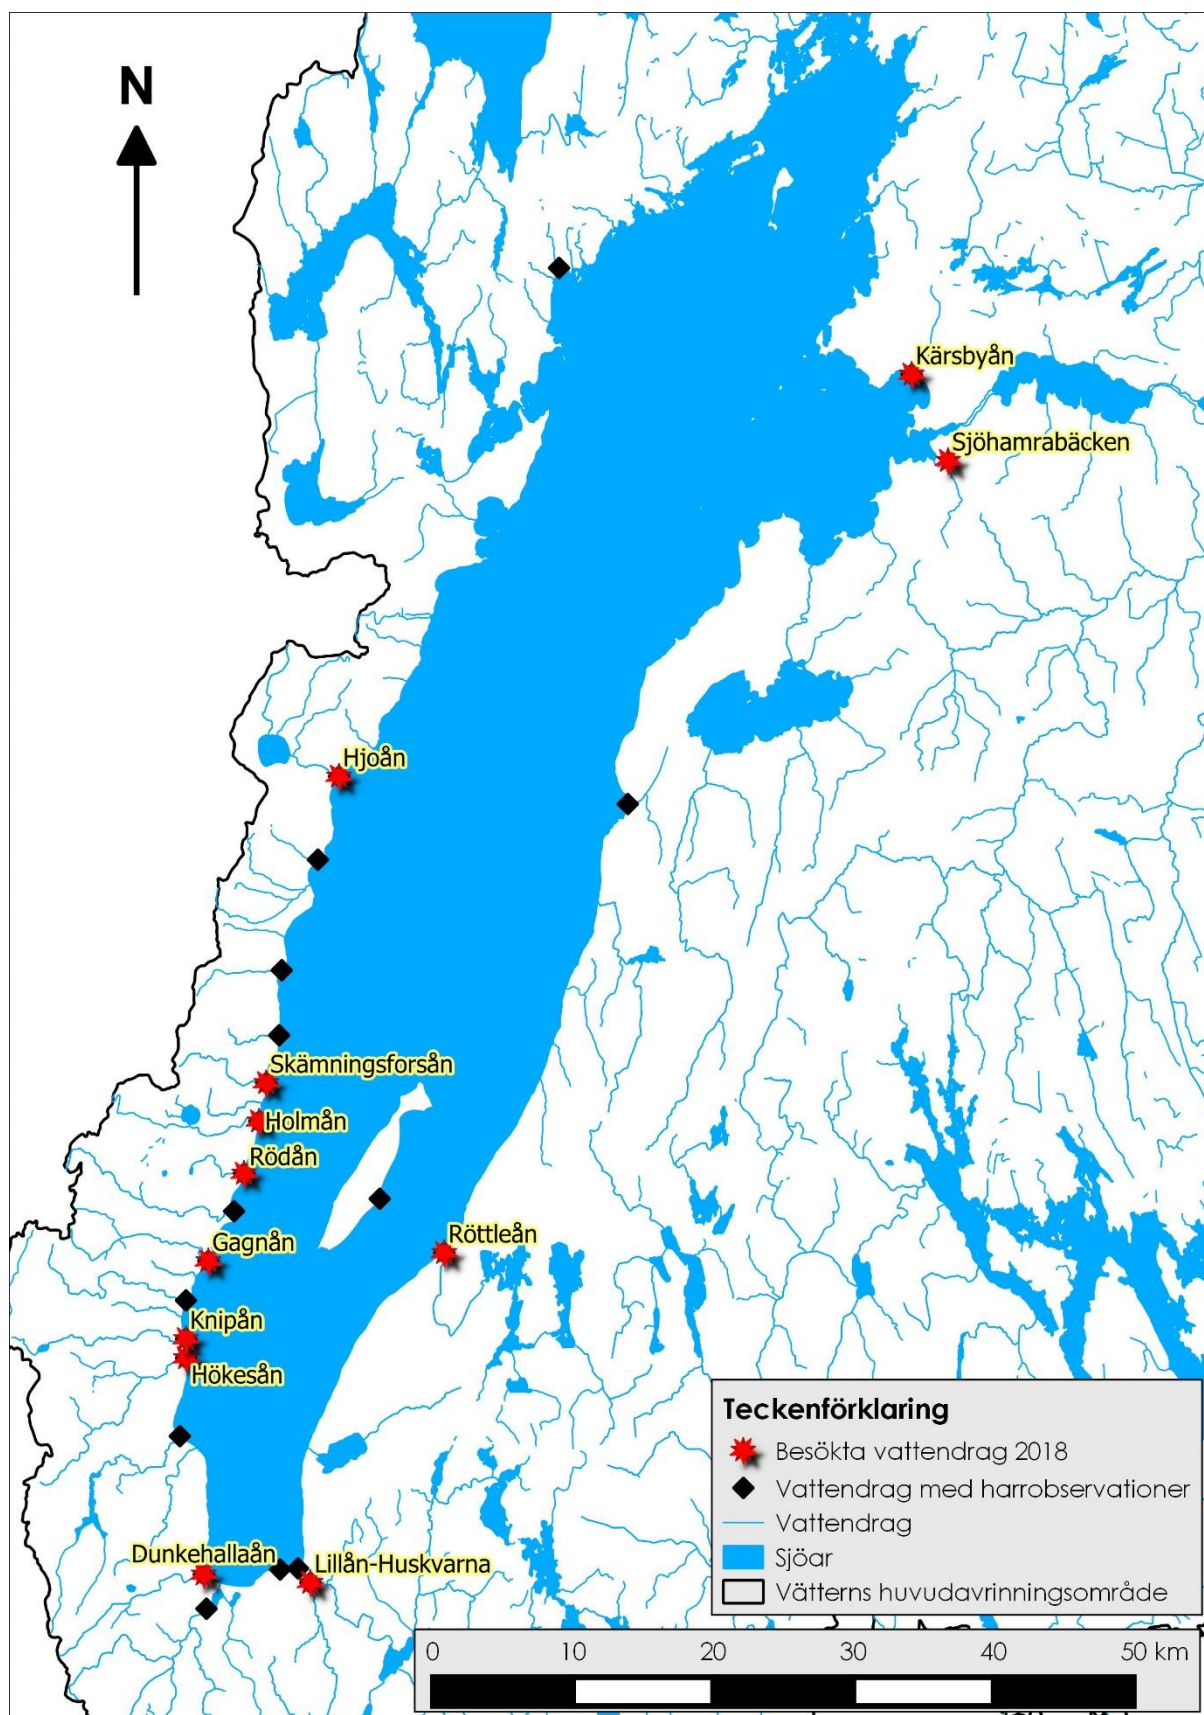 N
Kärsbyån
Sjöhamrabäcken
Hjoån
Skämningsforsån
Holmån
Rödån
Gagnån
Röttleån
Knipån
Hökesån
Dunkehallaån
Lillån-Huskvarna
Teckenförklaring
Besökta vattendrag 2018
Vattendrag med harrobservationer
Vattendrag
Sjöar
Vätterns huvudavrinningsområde
0 10 20 30 40 50 km